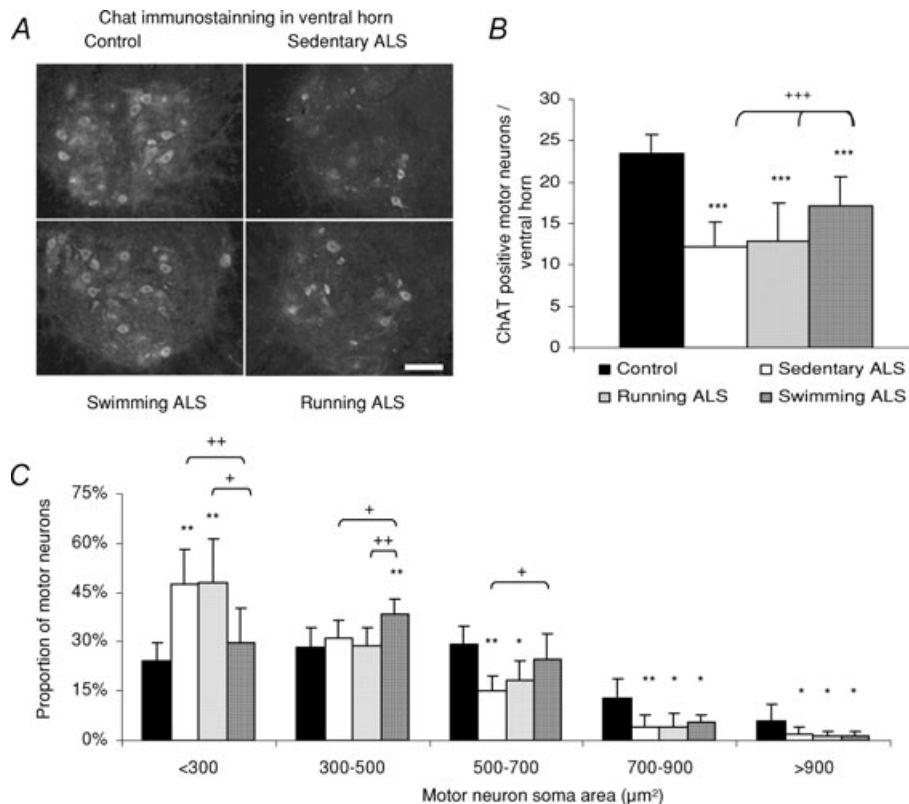 A
Chat immunostainning in ventral horn
Control Sedentary ALS
Swimming ALS Running ALS
B
ChAT positive motor neurons /
ventral horn
30
25
20
15
10
5
0
+++
*** *** ***
Control Sedentary ALS
Running ALS Swimming ALS
C
Proportion of motor neurons
75%
60%
45%
30%
15%
0%
++
+
** **
+
++
**
+
** *
** * *
* * *
<300 300-500 500-700 700-900 >900
Motor neuron soma area (µm²)